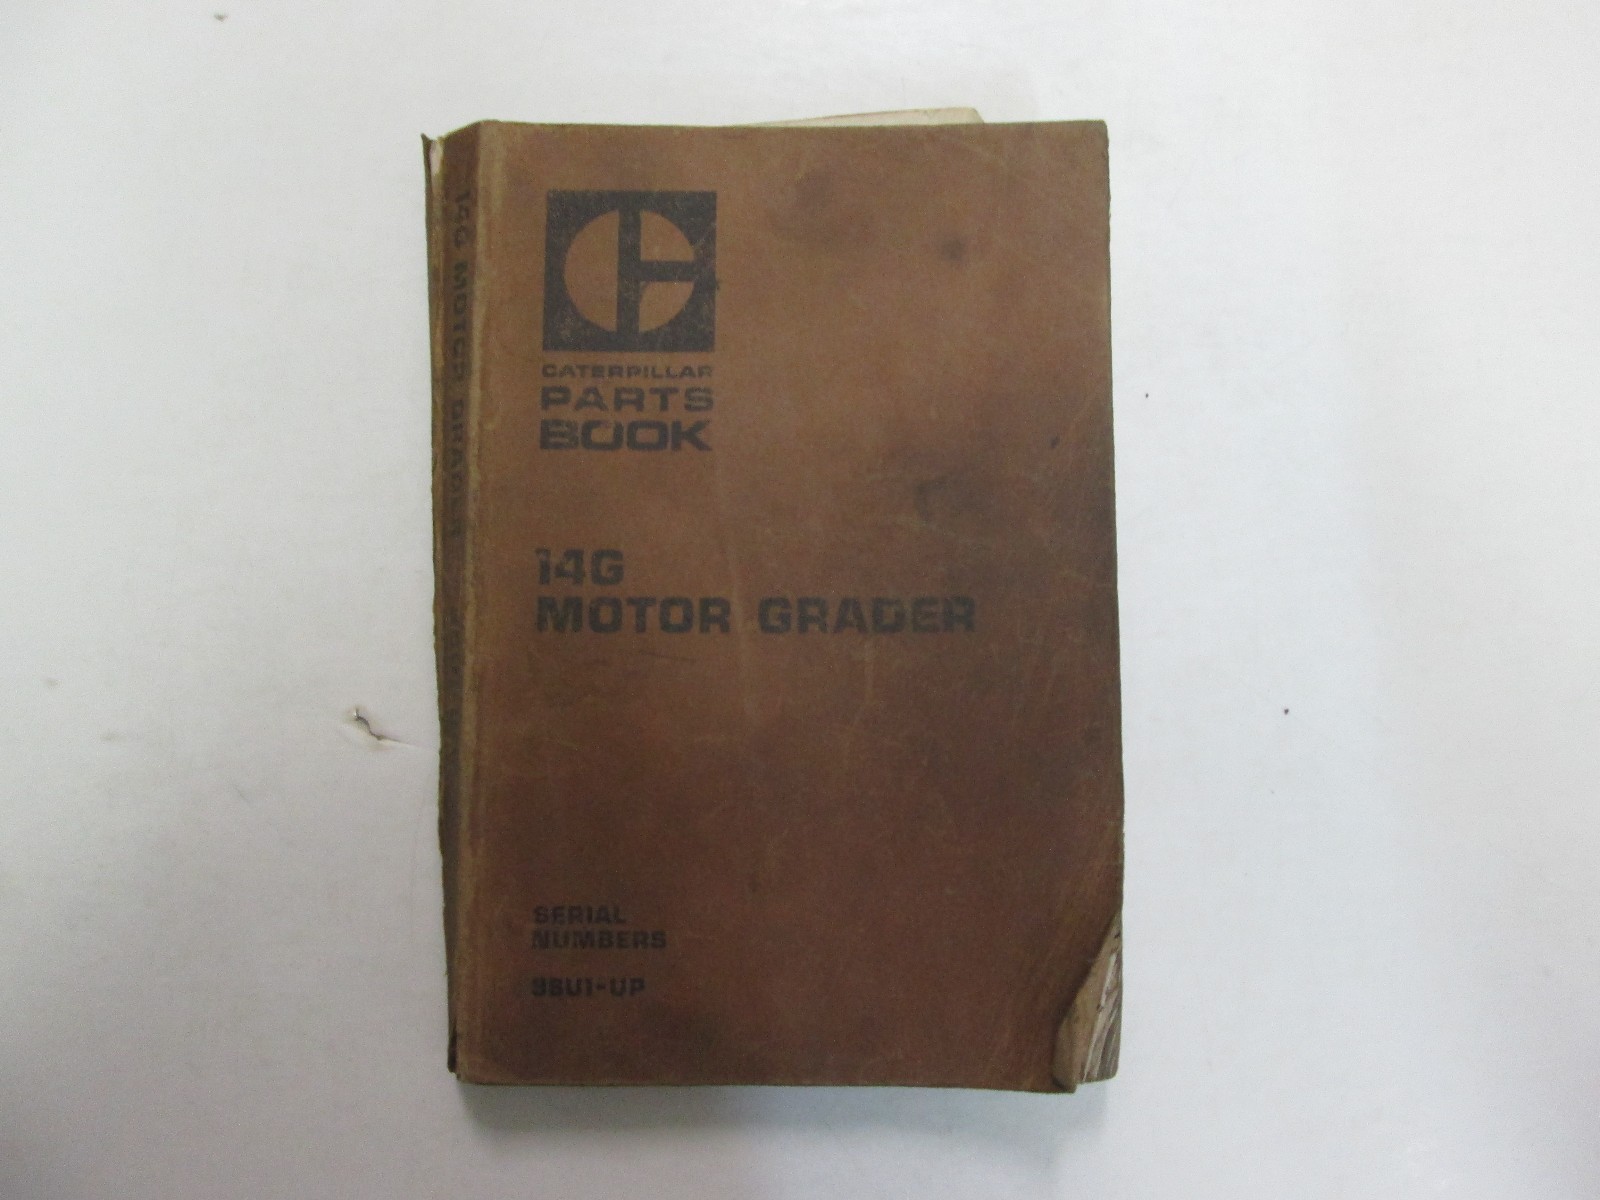 CATERPILLAR
PARTS
BOOK
14G
MOTOR GRADER
SERIAL
NUMBERS
96U1-UP
14G MOTOR GRADER